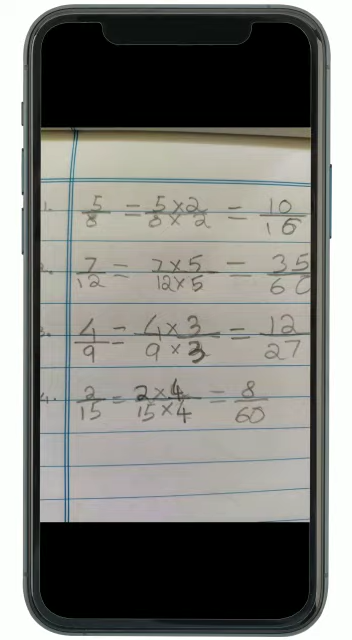 1. 5/8 = 5×2/8×2 = 10/16
2. 7/12 = 7×5/12×5 = 35/60
3. 4/9 = 4×3/9×3 = 12/27
4. 2/15 = 2×4/15×4 = 8/60